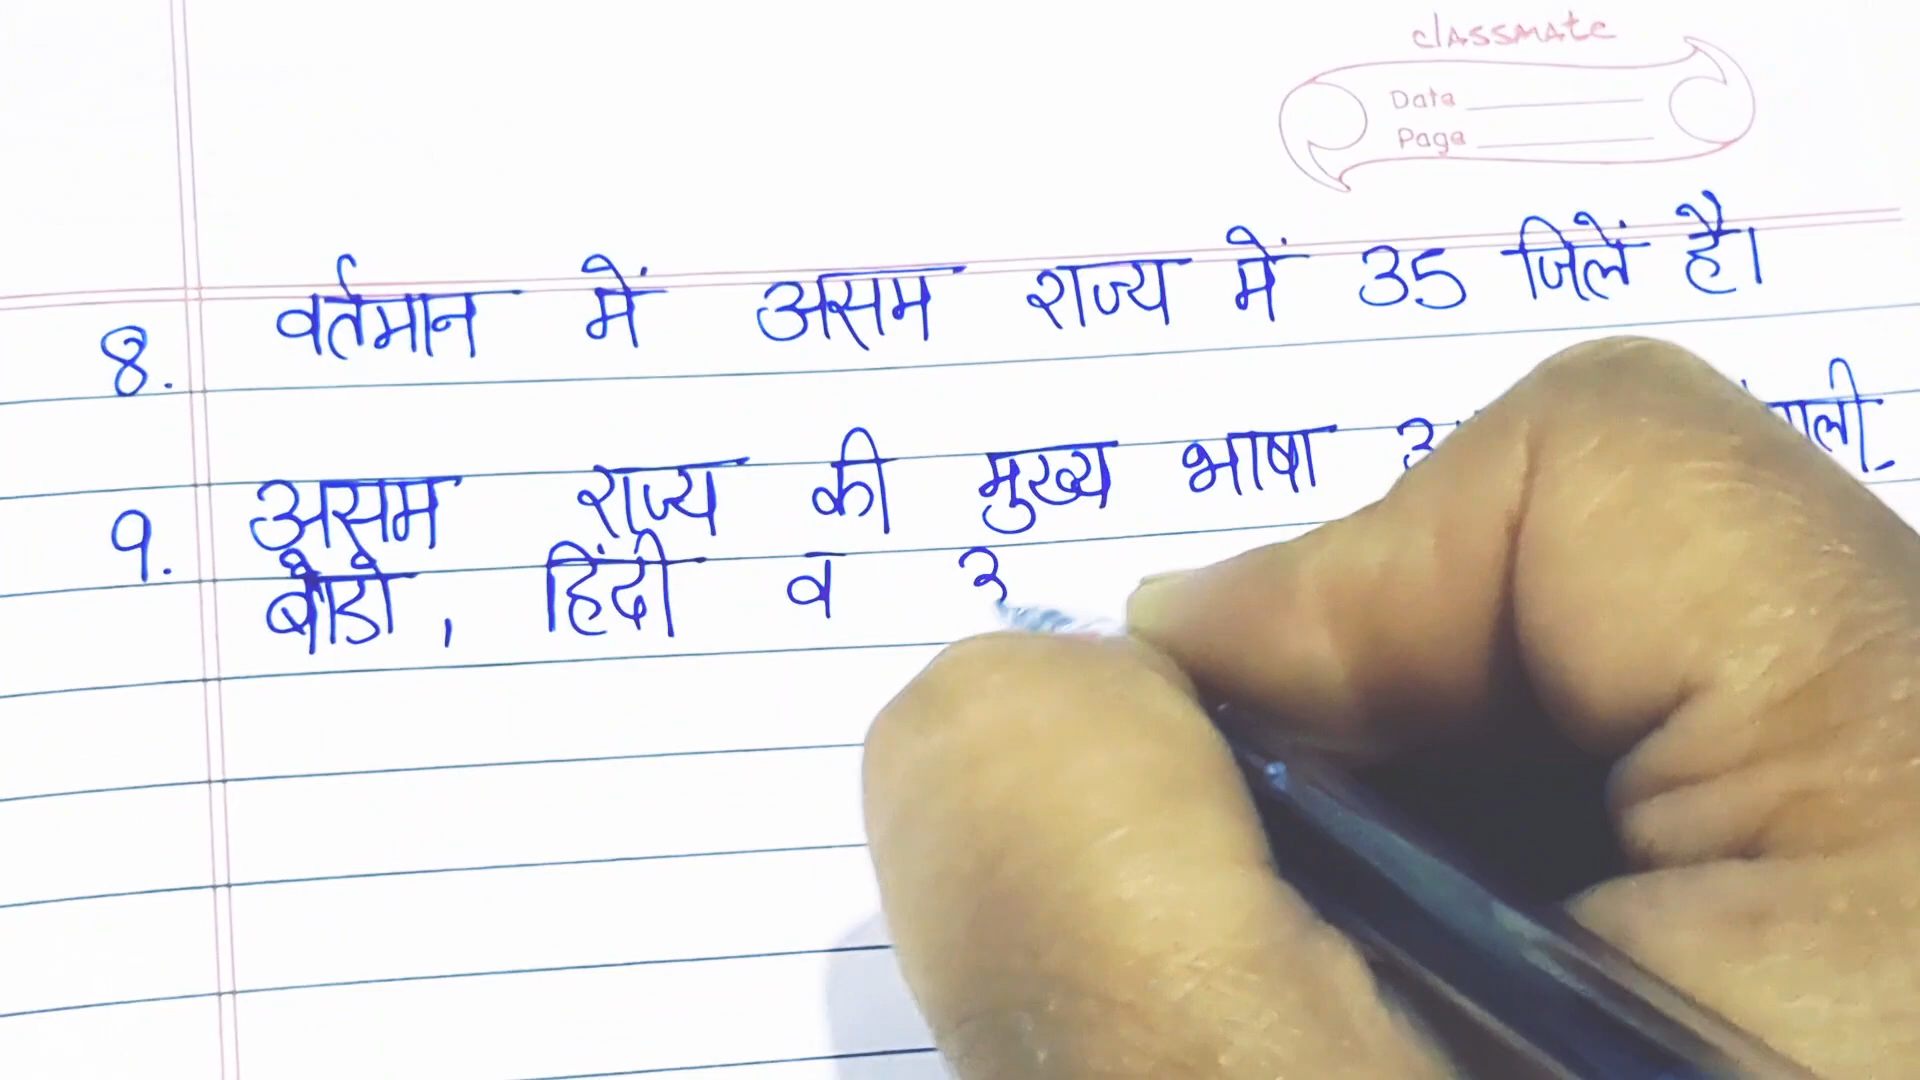 classmate
Date
Page
8. वर्तमान में असम राज्य में 35 जिलें है।
9. असम राज्य की मुख्य भाषा
बोडो, हिंदी व